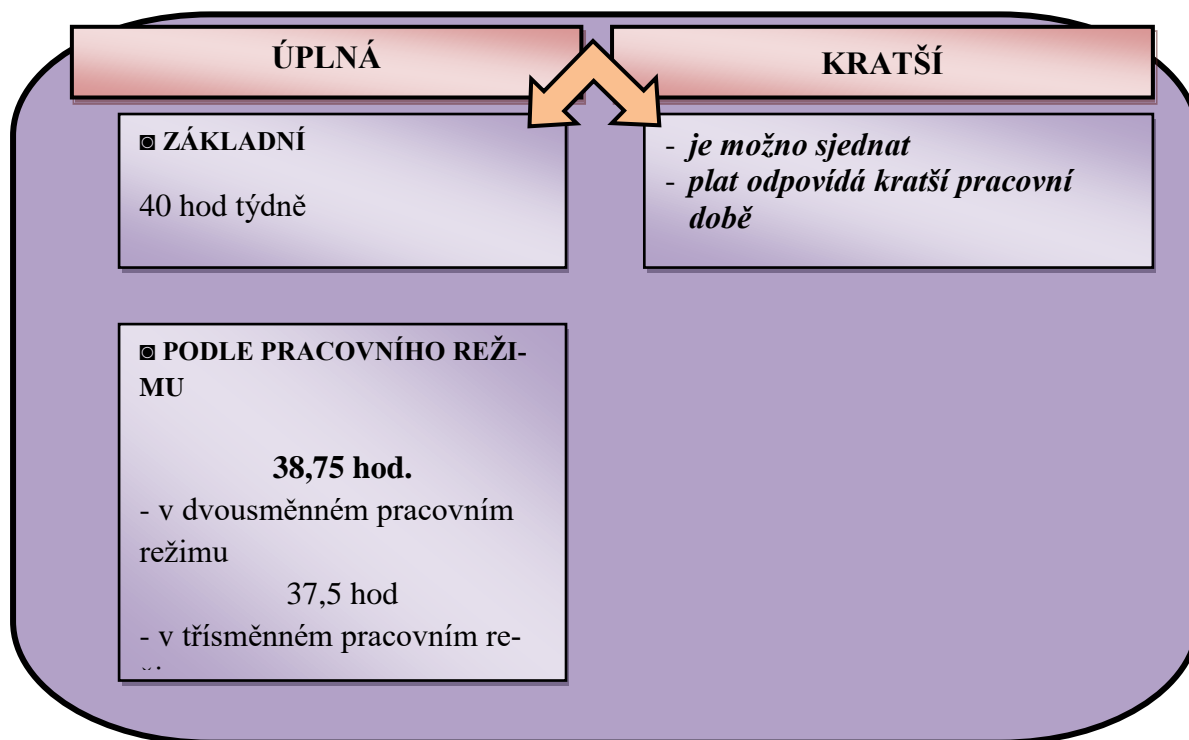 ÚPLNÁ
KRATŠÍ
◙ ZÁKLADNÍ
40 hod týdně
- je možno sjednat
- plat odpovídá kratší pracovní
době
◙ PODLE PRACOVNÍHO REŽI-
MU
38,75 hod.
- v dvousměnném pracovním
režimu
37,5 hod
- v třísměnném pracovním re-